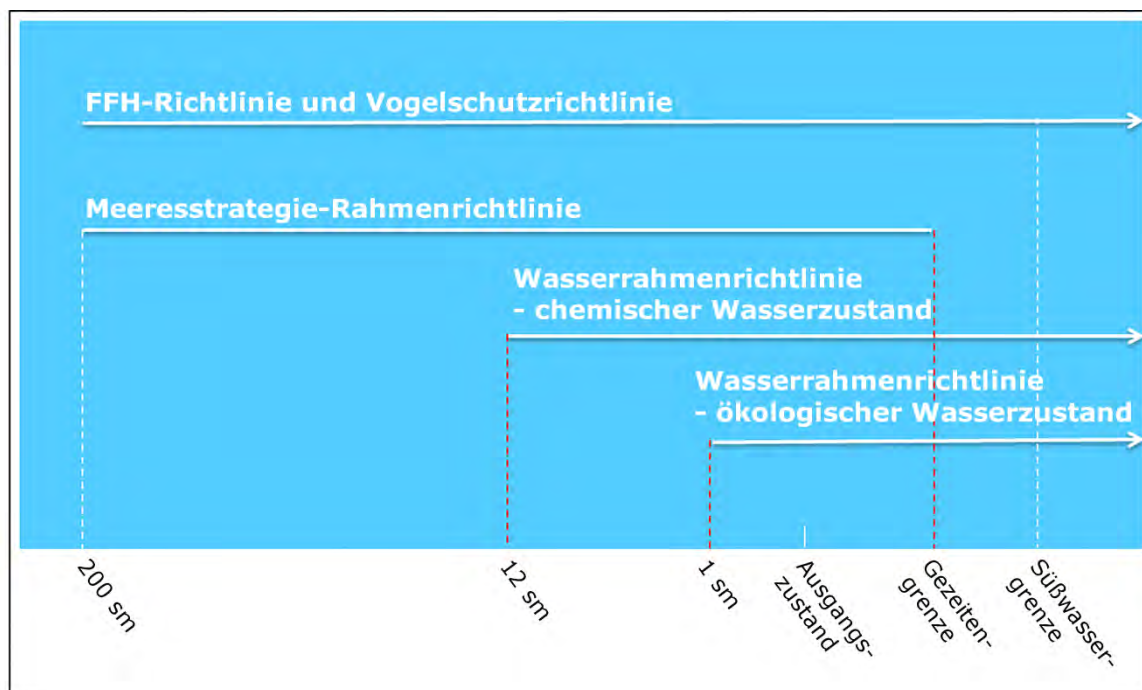 FFH-Richtlinie und Vogelschutzrichtlinie
Meeresstrategie-Rahmenrichtlinie
Wasserrahmenrichtlinie
- chemischer Wasserzustand
Wasserrahmenrichtlinie
- ökologischer Wasserzustand
200 sm
12 sm
1 sm
Ausgangs-
zustand
Gezeiten-
grenze
Süßwasser-
grenze